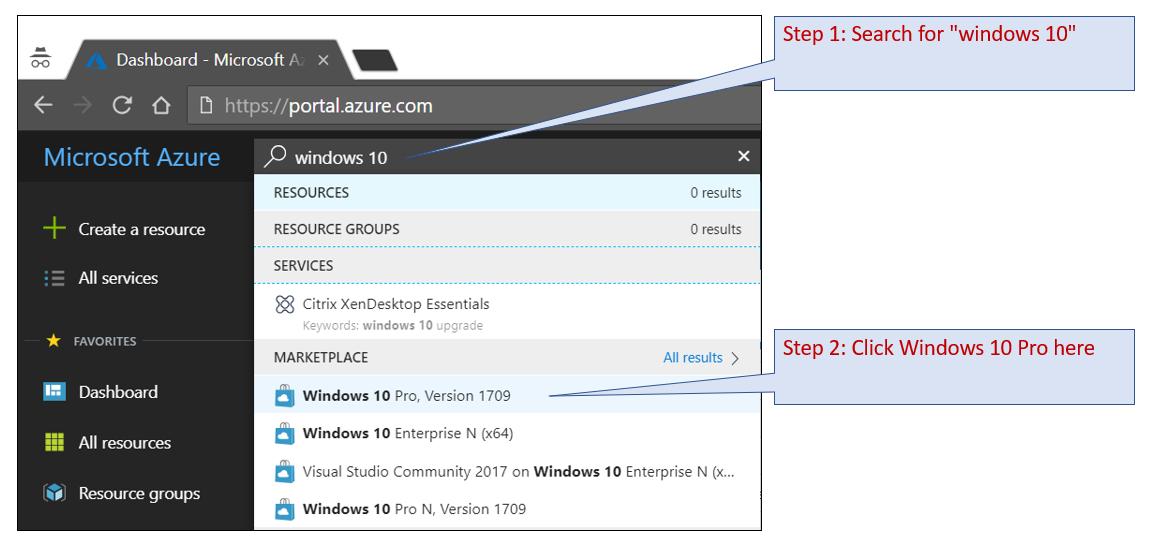 Step 1: Search for "windows 10"
Dashboard - Microsoft A
https://portal.azure.com
Microsoft Azure
windows 10
RESOURCES 0 results
Create a resource
RESOURCE GROUPS 0 results
SERVICES
All services
Citrix XenDesktop Essentials
Keywords: windows 10 upgrade
FAVORITES
MARKETPLACE All results
Step 2: Click Windows 10 Pro here
Dashboard
Windows 10 Pro, Version 1709
Windows 10 Enterprise N (x64)
All resources
Visual Studio Community 2017 on Windows 10 Enterprise N (x...
Resource groups
Windows 10 Pro N, Version 1709